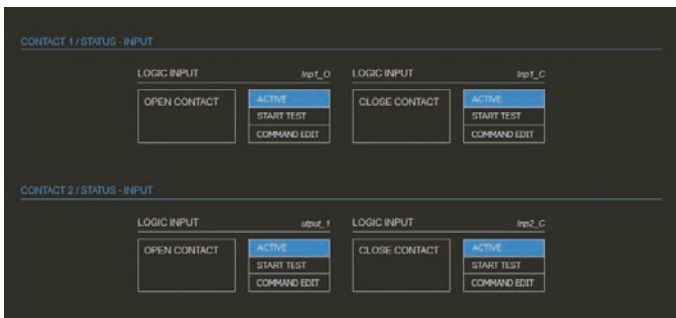 CONTACT 1 / STATUS - INPUT
LOGIC INPUT Inp1_O LOGIC INPUT Inp1_C
OPEN CONTACT ACTIVE CLOSE CONTACT ACTIVE
START TEST START TEST
COMMAND EDIT COMMAND EDIT
CONTACT 2 / STATUS - INPUT
LOGIC INPUT utput_1 LOGIC INPUT Inp2_C
OPEN CONTACT ACTIVE CLOSE CONTACT ACTIVE
START TEST START TEST
COMMAND EDIT COMMAND EDIT